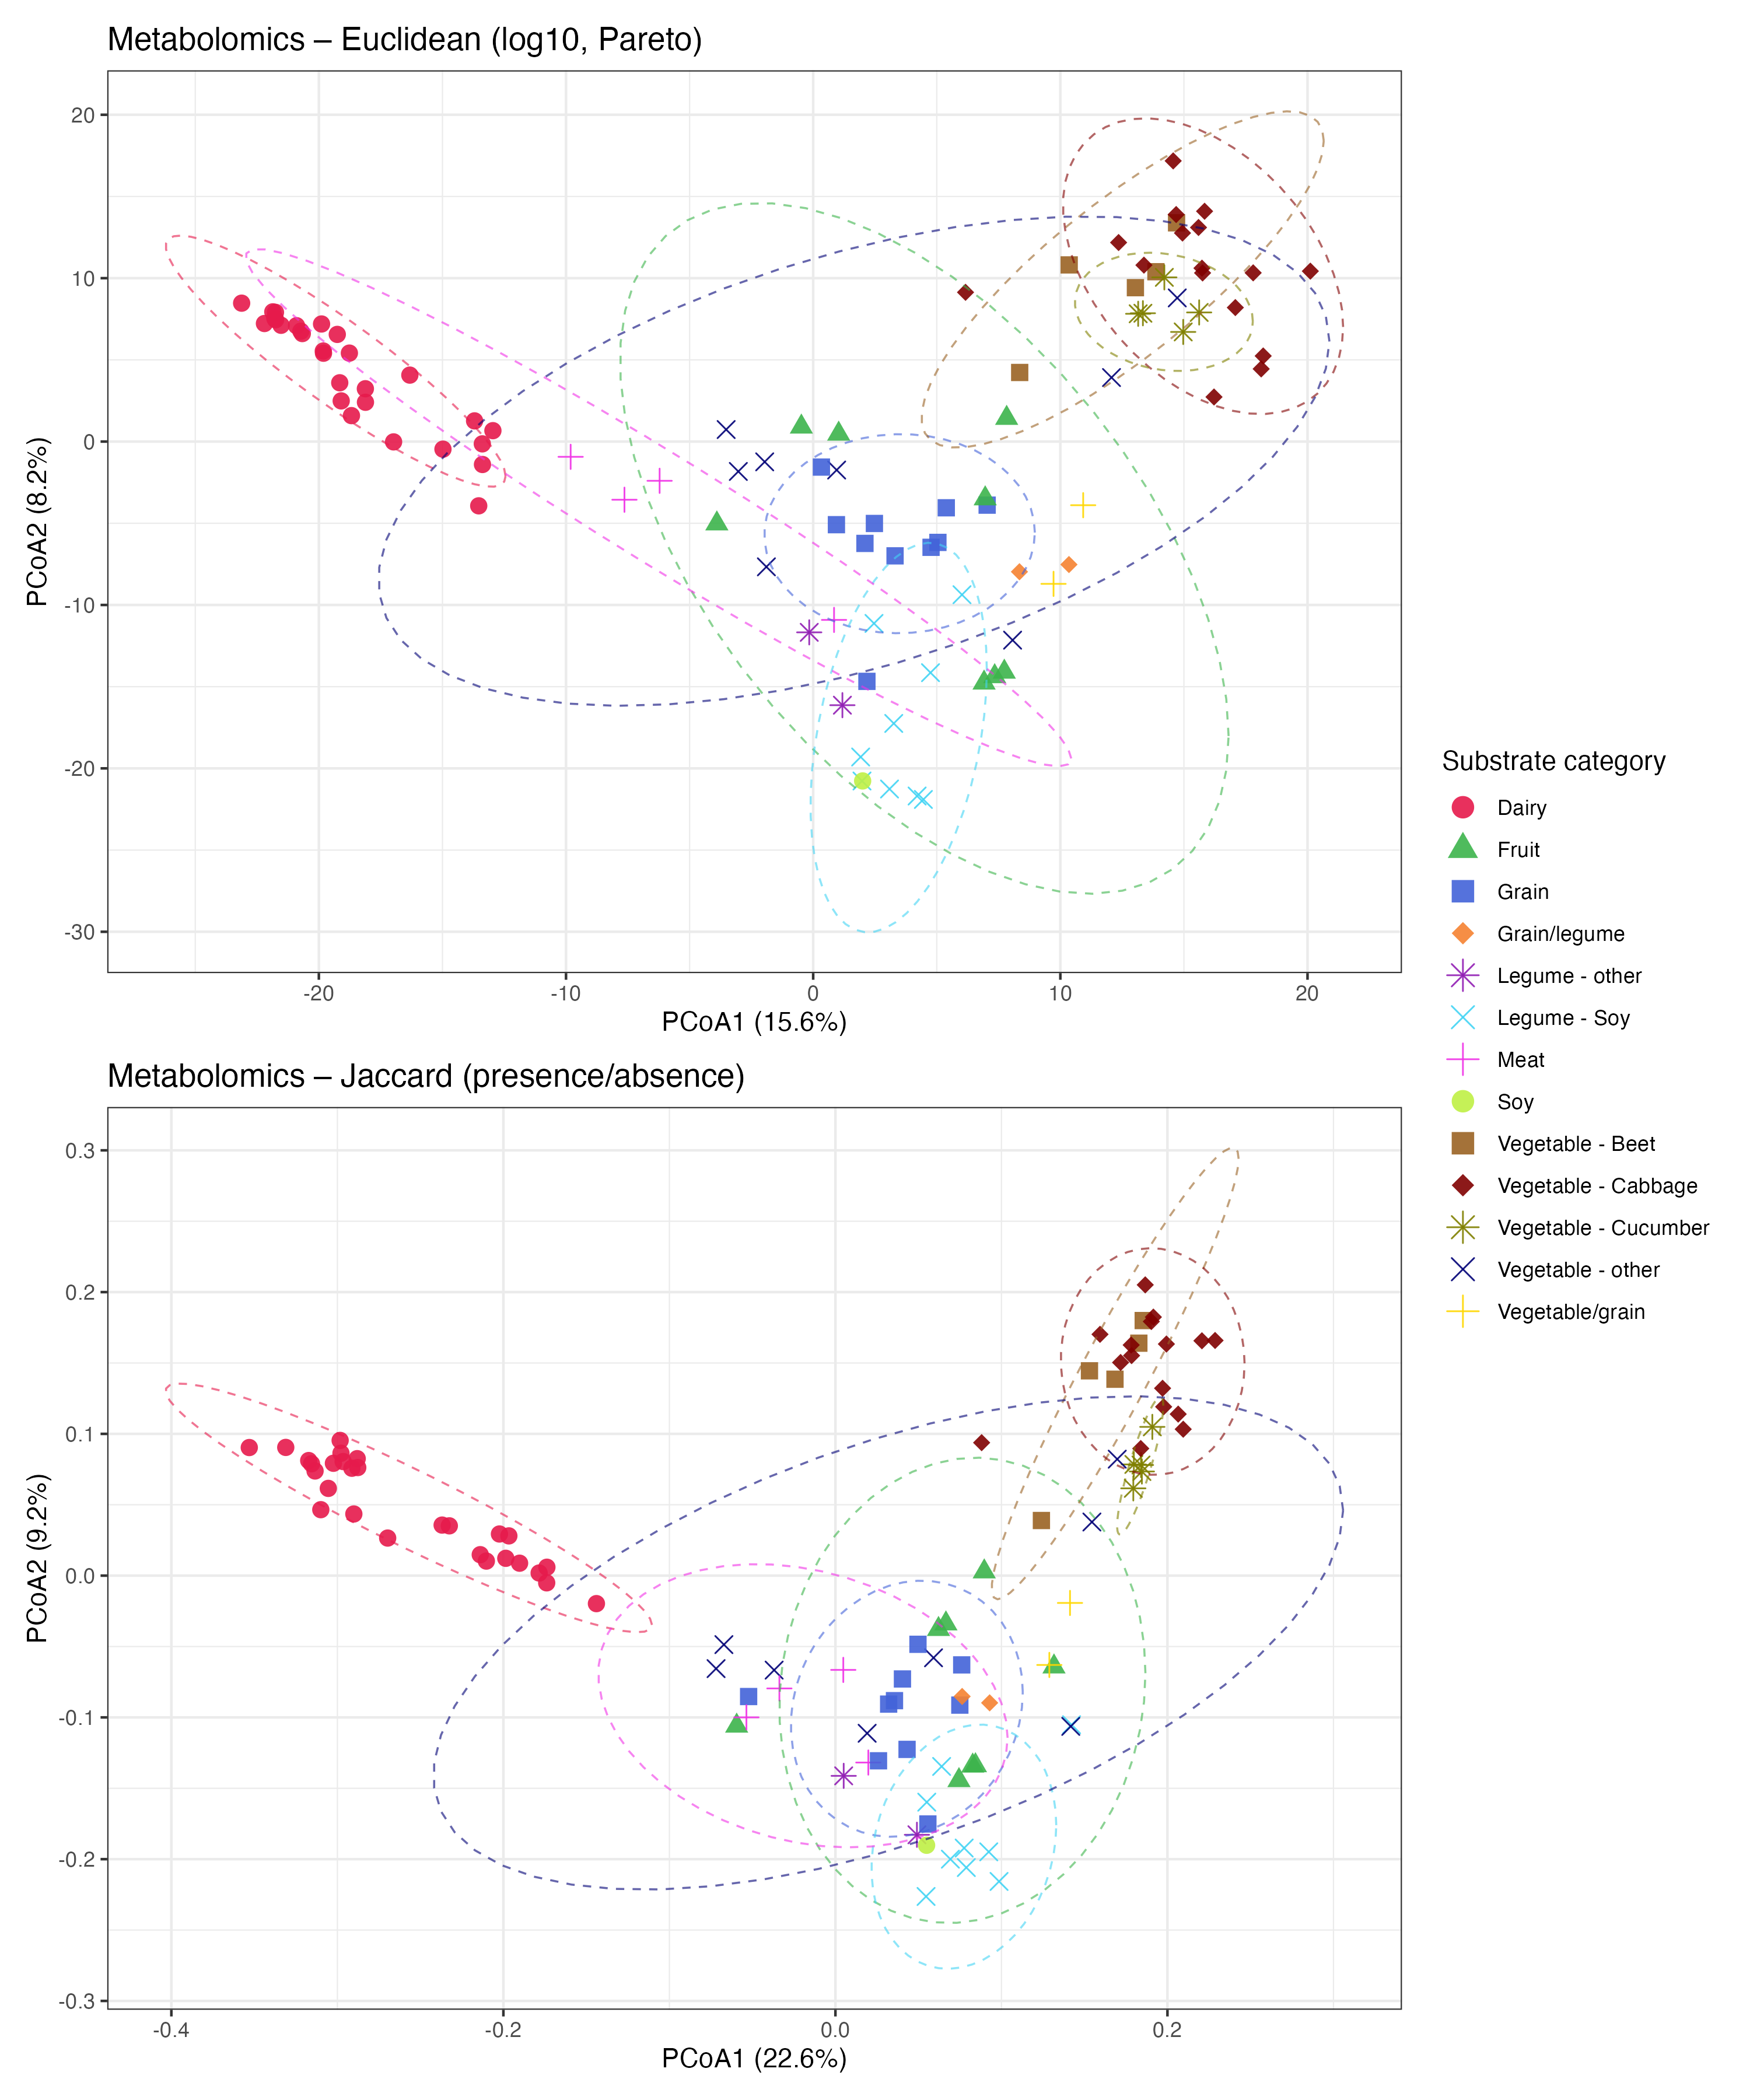 Metabolomics – Euclidean (log10, Pareto)
20
10
0
-10
-20
-30
PCoA2 (8.2%)
-20
-10
0
10
20
PCoA1 (15.6%)
Metabolomics – Jaccard (presence/absence)
0.3
0.2
0.1
0.0
-0.1
-0.2
-0.3
PCoA2 (9.2%)
-0.4
-0.2
0.0
0.2
PCoA1 (22.6%)
Substrate category
Dairy
Fruit
Grain
Grain/legume
Legume - other
Legume - Soy
Meat
Soy
Vegetable - Beet
Vegetable - Cabbage
Vegetable - Cucumber
Vegetable - other
Vegetable/grain